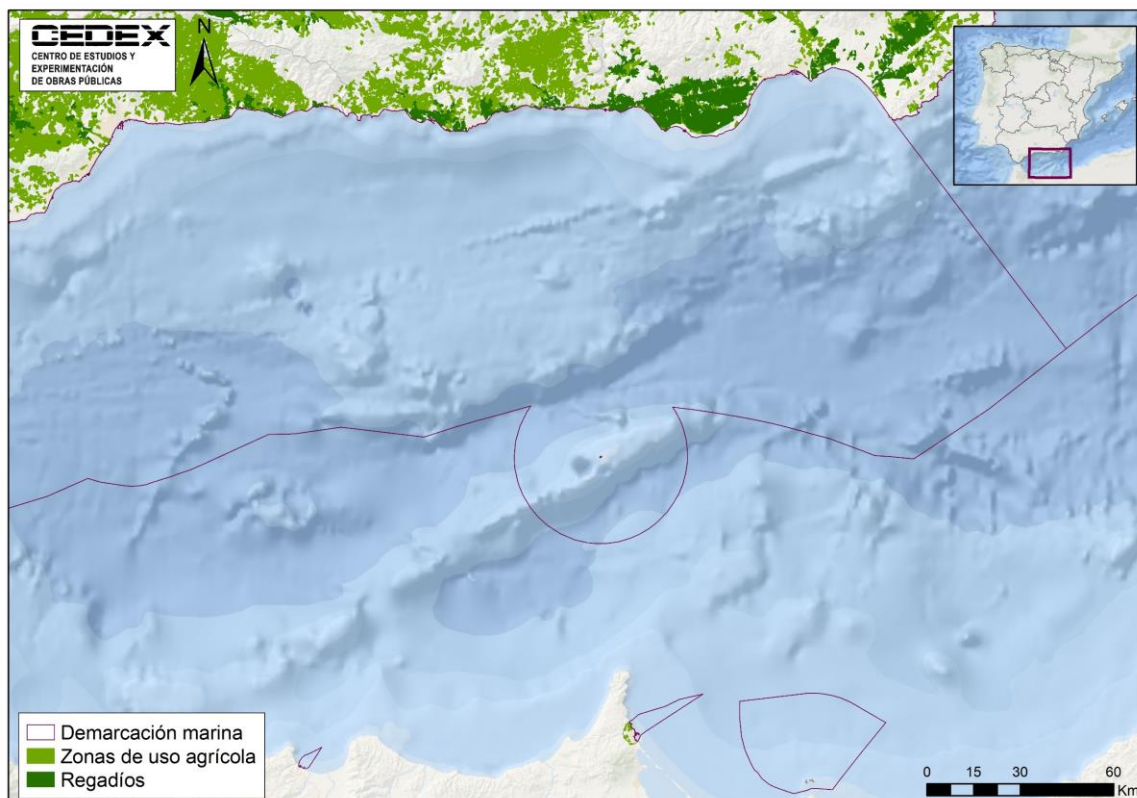 CEDEX
CENTRO DE ESTUDIOS Y
EXPERIMENTACIÓN
DE OBRAS PÚBLICAS
N
Demarcación marina
Zonas de uso agrícola
Regadíos
0 15 30 60
Km